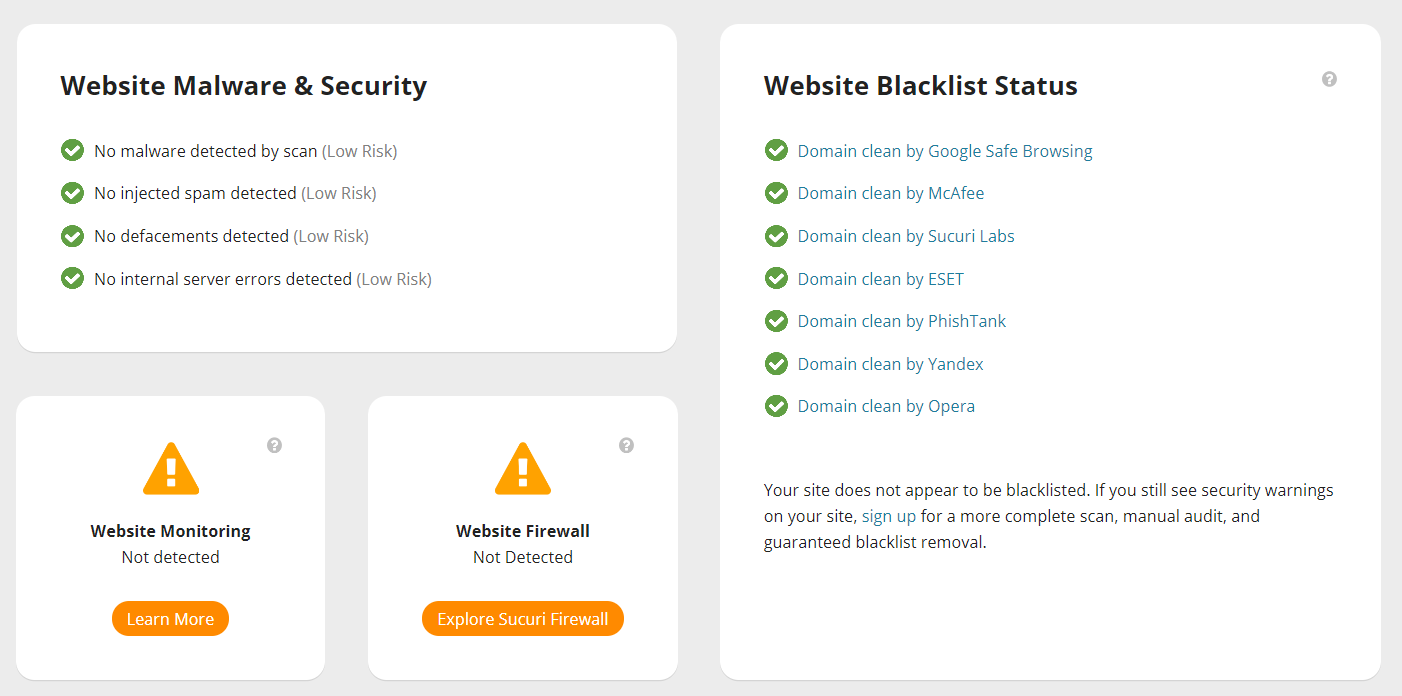 Website Malware & Security
No malware detected by scan (Low Risk)
No injected spam detected (Low Risk)
No defacements detected (Low Risk)
No internal server errors detected (Low Risk)
Website Monitoring
Not detected
Learn More
Website Firewall
Not Detected
Explore Sucuri Firewall
Website Blacklist Status
Domain clean by Google Safe Browsing
Domain clean by McAfee
Domain clean by Sucuri Labs
Domain clean by ESET
Domain clean by PhishTank
Domain clean by Yandex
Domain clean by Opera
Your site does not appear to be blacklisted. If you still see security warnings
on your site, sign up for a more complete scan, manual audit, and
guaranteed blacklist removal.